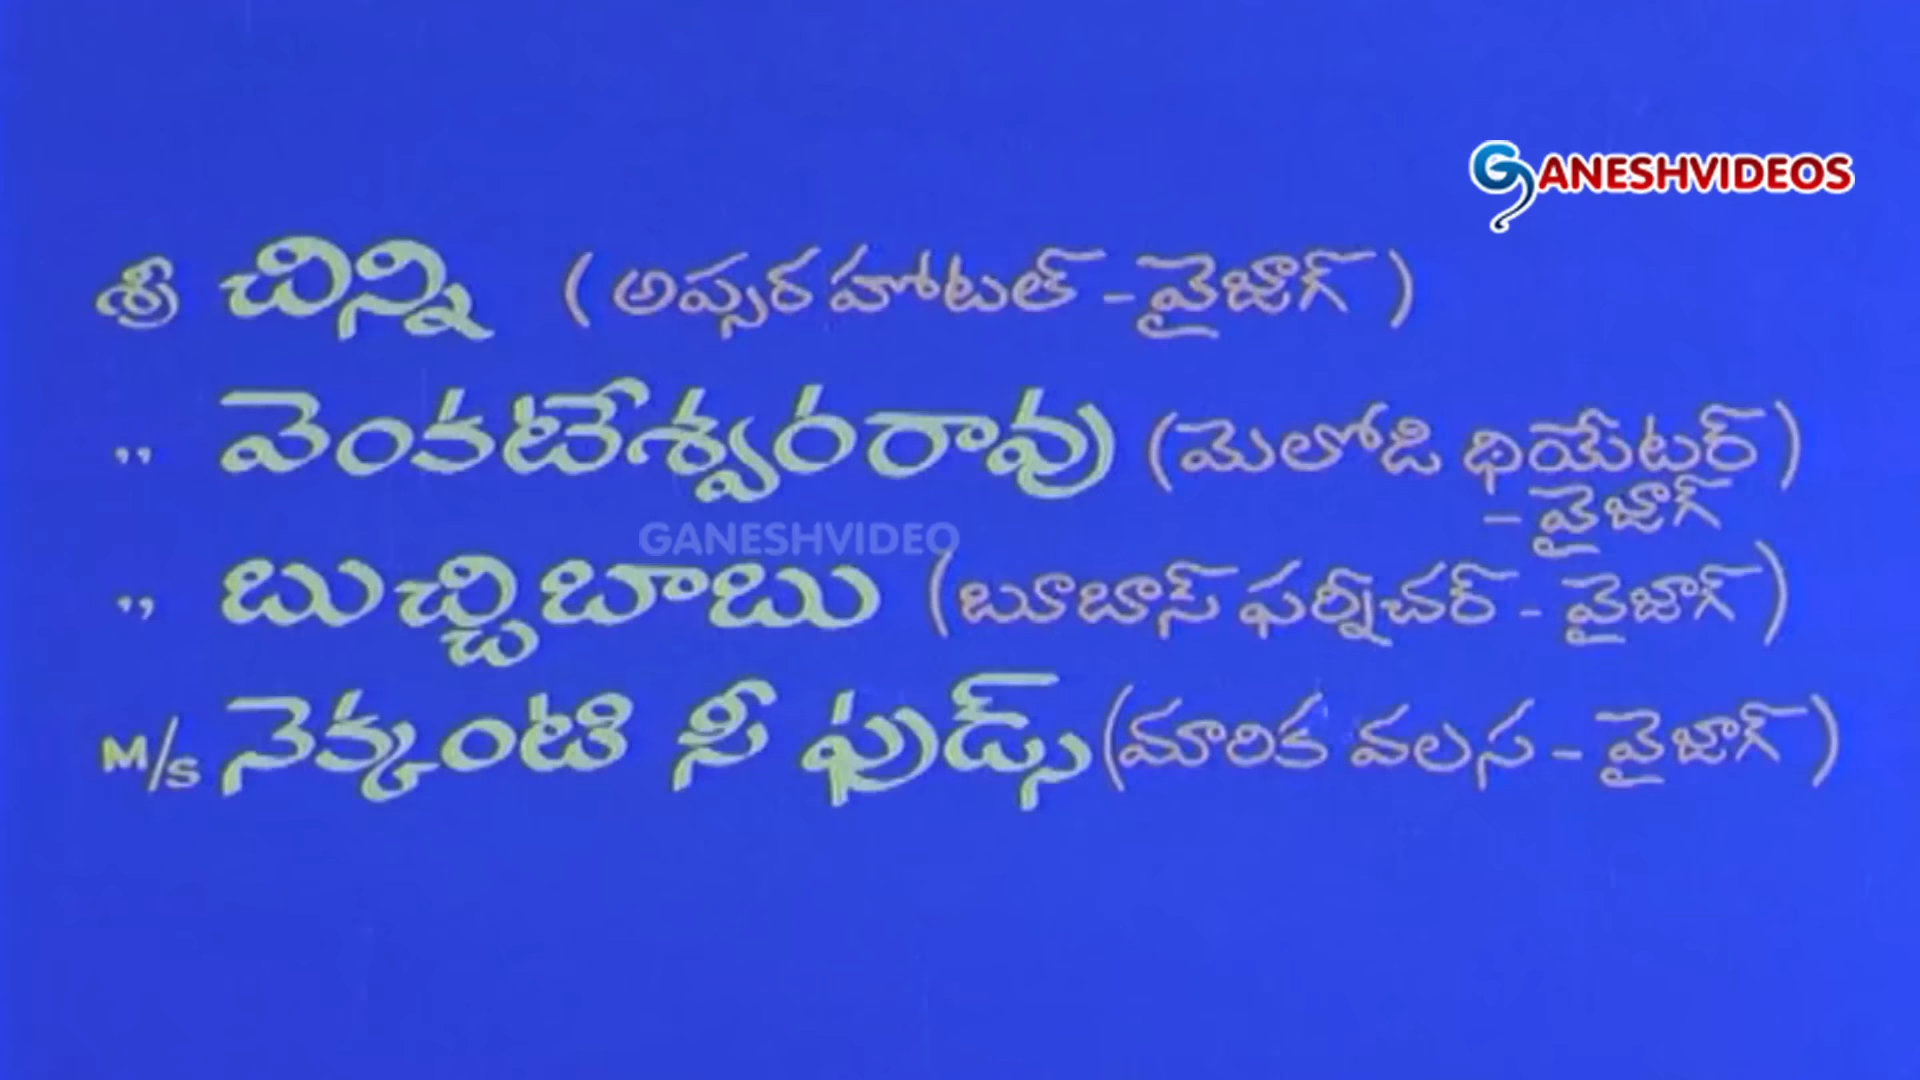 GANESHVIDEOS
శ్రీ చిన్ని ( అప్సర హోటల్ - వైజాగ్ )
,, వెంకటేశ్వరరావు (మెలోడి థియేటర్)
- వైజాగ్
GANESHVIDEO
,, బుచ్చిబాబు (బూబాస్ ఫర్నీచర్ - వైజాగ్)
M/s నెక్కంటి సీ ఫుడ్స్ (మారిక వలస - వైజాగ్ )